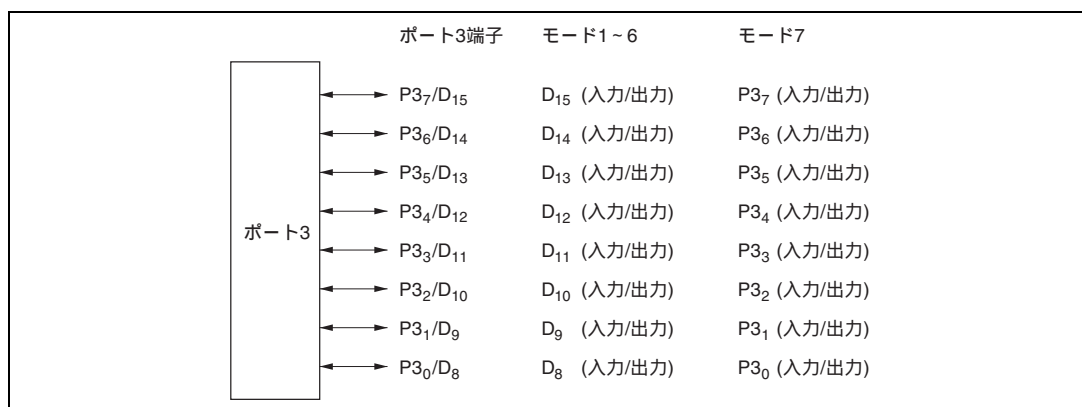 ポート3端子 モード1~6 モード7
P3₇/D₁₅ D₁₅ (入力/出力) P3₇ (入力/出力)
P3₆/D₁₄ D₁₄ (入力/出力) P3₆ (入力/出力)
P3₅/D₁₃ D₁₃ (入力/出力) P3₅ (入力/出力)
P3₄/D₁₂ D₁₂ (入力/出力) P3₄ (入力/出力)
ポート3
P3₃/D₁₁ D₁₁ (入力/出力) P3₃ (入力/出力)
P3₂/D₁₀ D₁₀ (入力/出力) P3₂ (入力/出力)
P3₁/D₉ D₉ (入力/出力) P3₁ (入力/出力)
P3₀/D₈ D₈ (入力/出力) P3₀ (入力/出力)